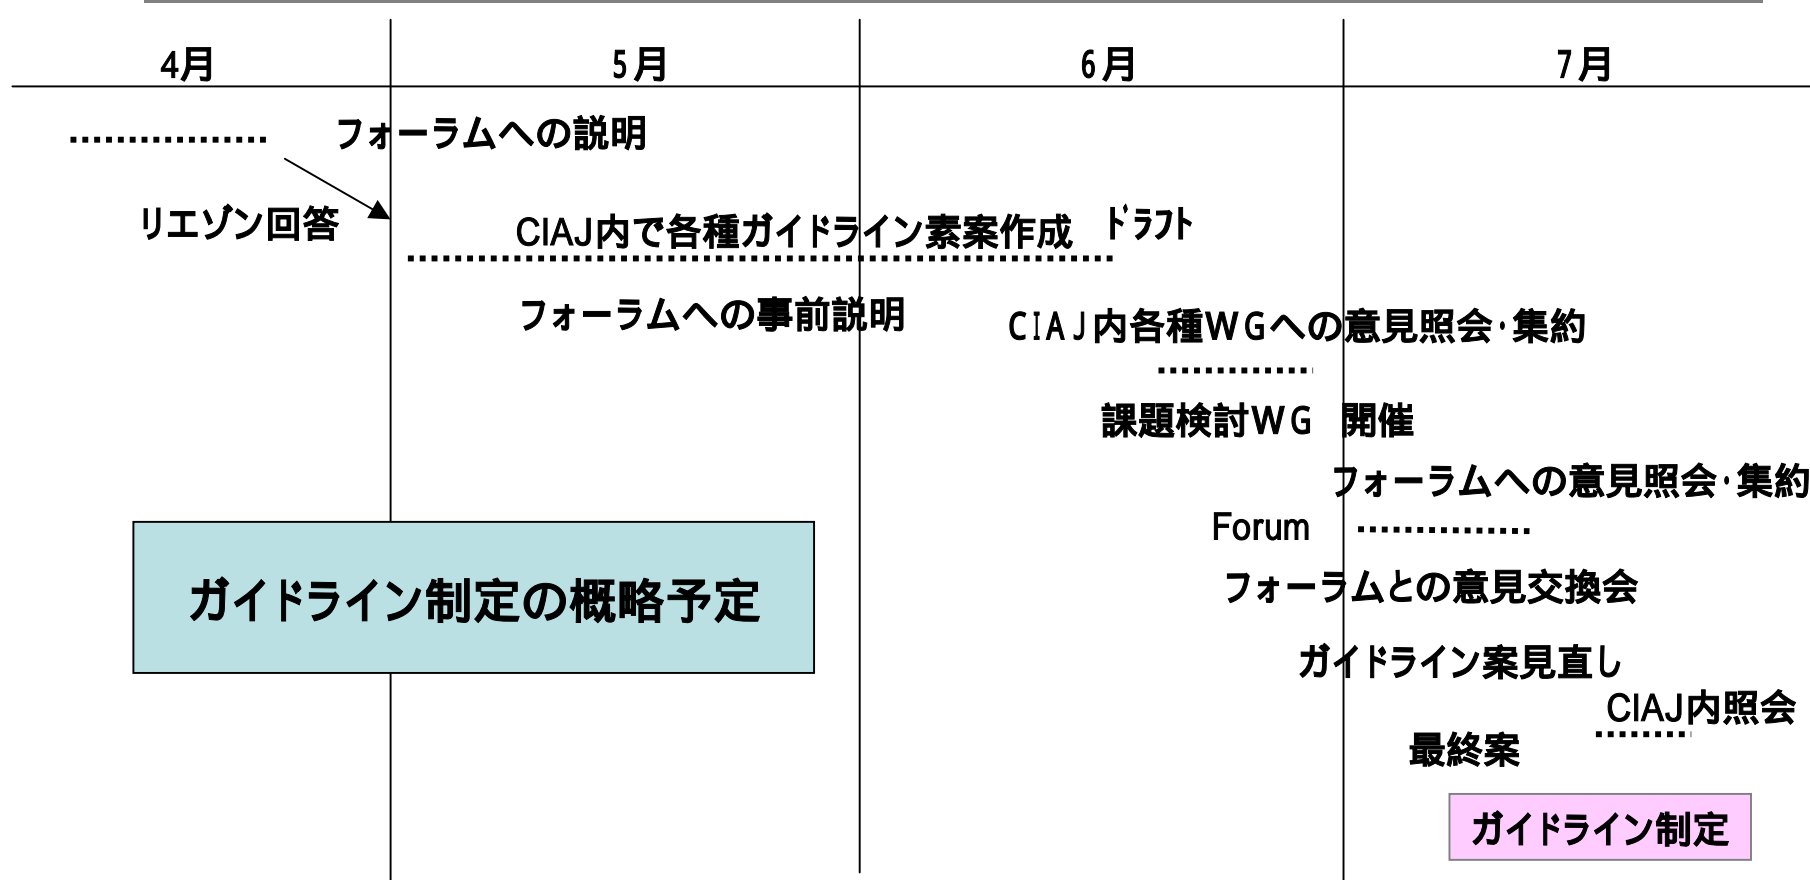 4月
5月
6月
7月
フォーラムへの説明
リエゾン回答
CIAJ内で各種ガイドライン素案作成
ﾄﾞﾗﾌﾄ
フォーラムへの事前説明
CIAJ内各種WGへの意見照会･集約
課題検討WG 開催
フォーラムへの意見照会･集約
Forum
フォーラムとの意見交換会
ガイドライン制定の概略予定
ガイドライン案見直し
CIAJ内照会
最終案
ガイドライン制定